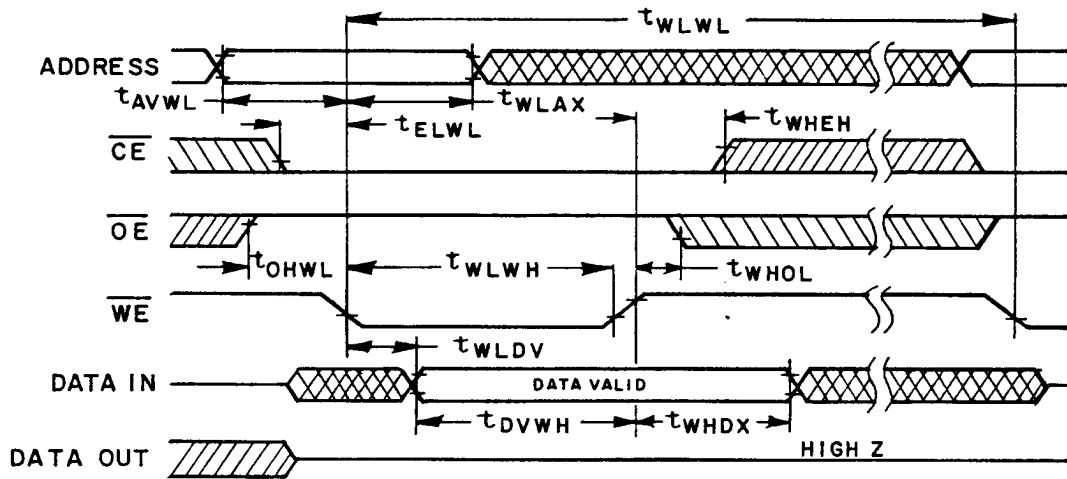 tWLWL
ADDRESS
tAVWL
tWLAX
tELWL
tWHEH
CE
OE
tOHWL
tWLWH
tWHOL
WE
tWLDV
DATA IN
DATA VALID
tDVWH
tWHDX
DATA OUT
HIGH Z